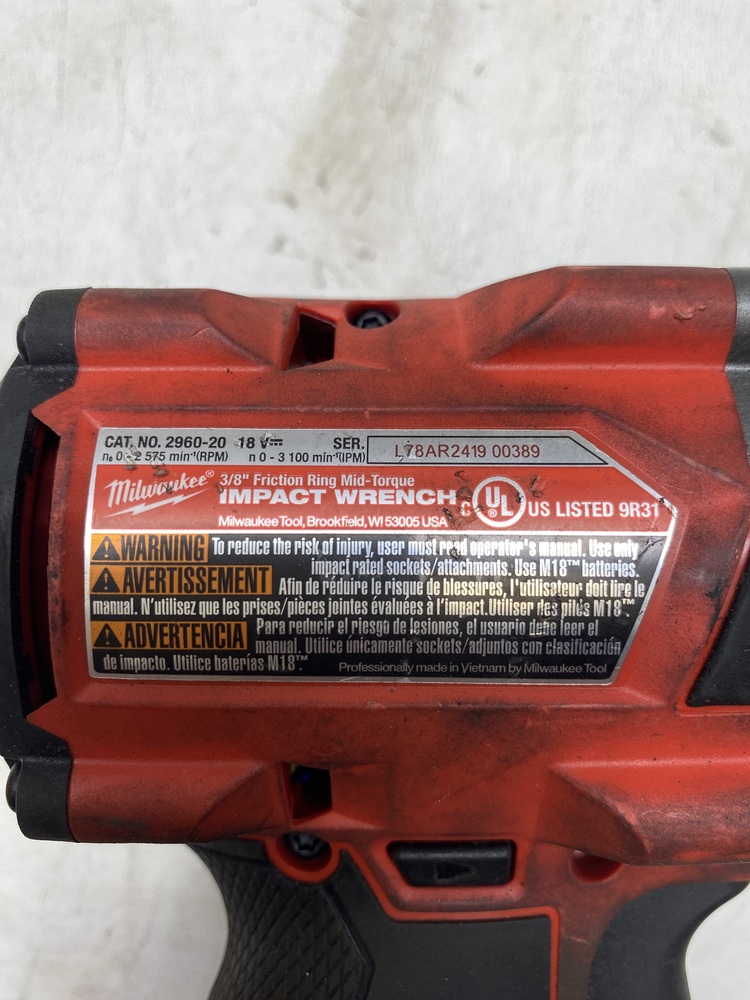 CAT. NO. 2960-20 18 V⎓ SER. L78AR2419 00389
n₀ 0 - 2 575 min⁻¹(RPM) n 0 - 3 100 min⁻¹(IPM)
Milwaukee® 3/8" Friction Ring Mid-Torque
IMPACT WRENCH
C UL® US LISTED 9R31
Milwaukee Tool, Brookfield, WI 53005 USA
WARNING To reduce the risk of injury, user must read operator's manual. Use only
impact rated sockets/attachments. Use M18™ batteries.
AVERTISSEMENT Afin de réduire le risque de blessures, l'utilisateur doit lire le
manual. N'utilisez que les prises/pièces jointes évaluées à l'impact.Utiliser des piles M18™.
ADVERTENCIA Para reducir el riesgo de lesiones, el usuario debe leer el
manual. Utilice únicamente sockets/adjuntos con clasificación
de impacto. Utilice baterías M18™.
Professionally made in Vietnam by Milwaukee Tool